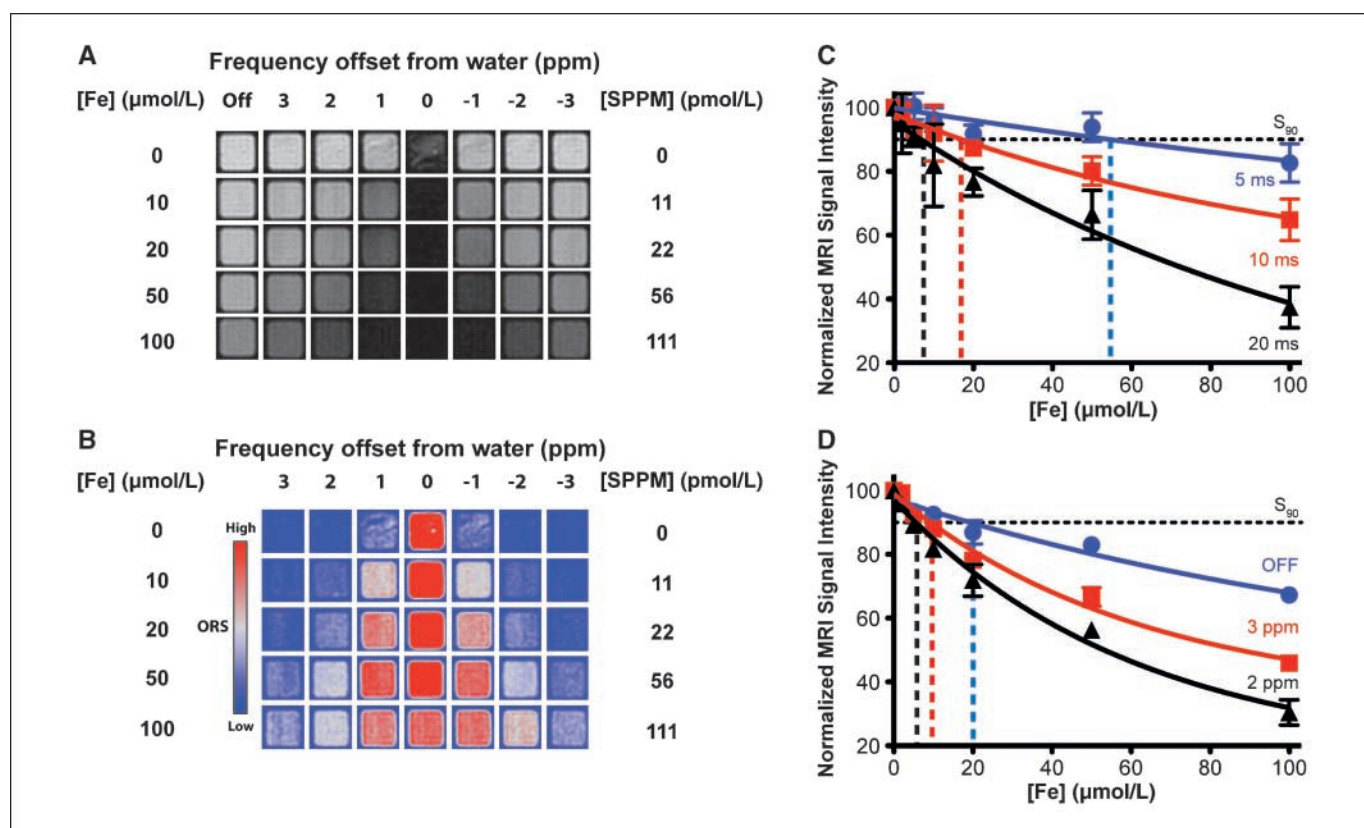 A
Frequency offset from water (ppm)
[Fe] (µmol/L) Off 3 2 1 0 -1 -2 -3 [SPPM] (pmol/L)
0 0
10 11
20 22
50 56
100 111
B
Frequency offset from water (ppm)
[Fe] (µmol/L) 3 2 1 0 -1 -2 -3 [SPPM] (pmol/L)
0 0
High
10 11
20 ORS 22
50 56
Low
100 111
C
Normalized MRI Signal Intensity
100
80
60
40
20
S90
5 ms
10 ms
20 ms
0 20 40 60 80 100
[Fe] (µmol/L)
D
Normalized MRI Signal Intensity
100
80
60
40
20
S90
OFF
3 ppm
2 ppm
0 20 40 60 80 100
[Fe] (µmol/L)